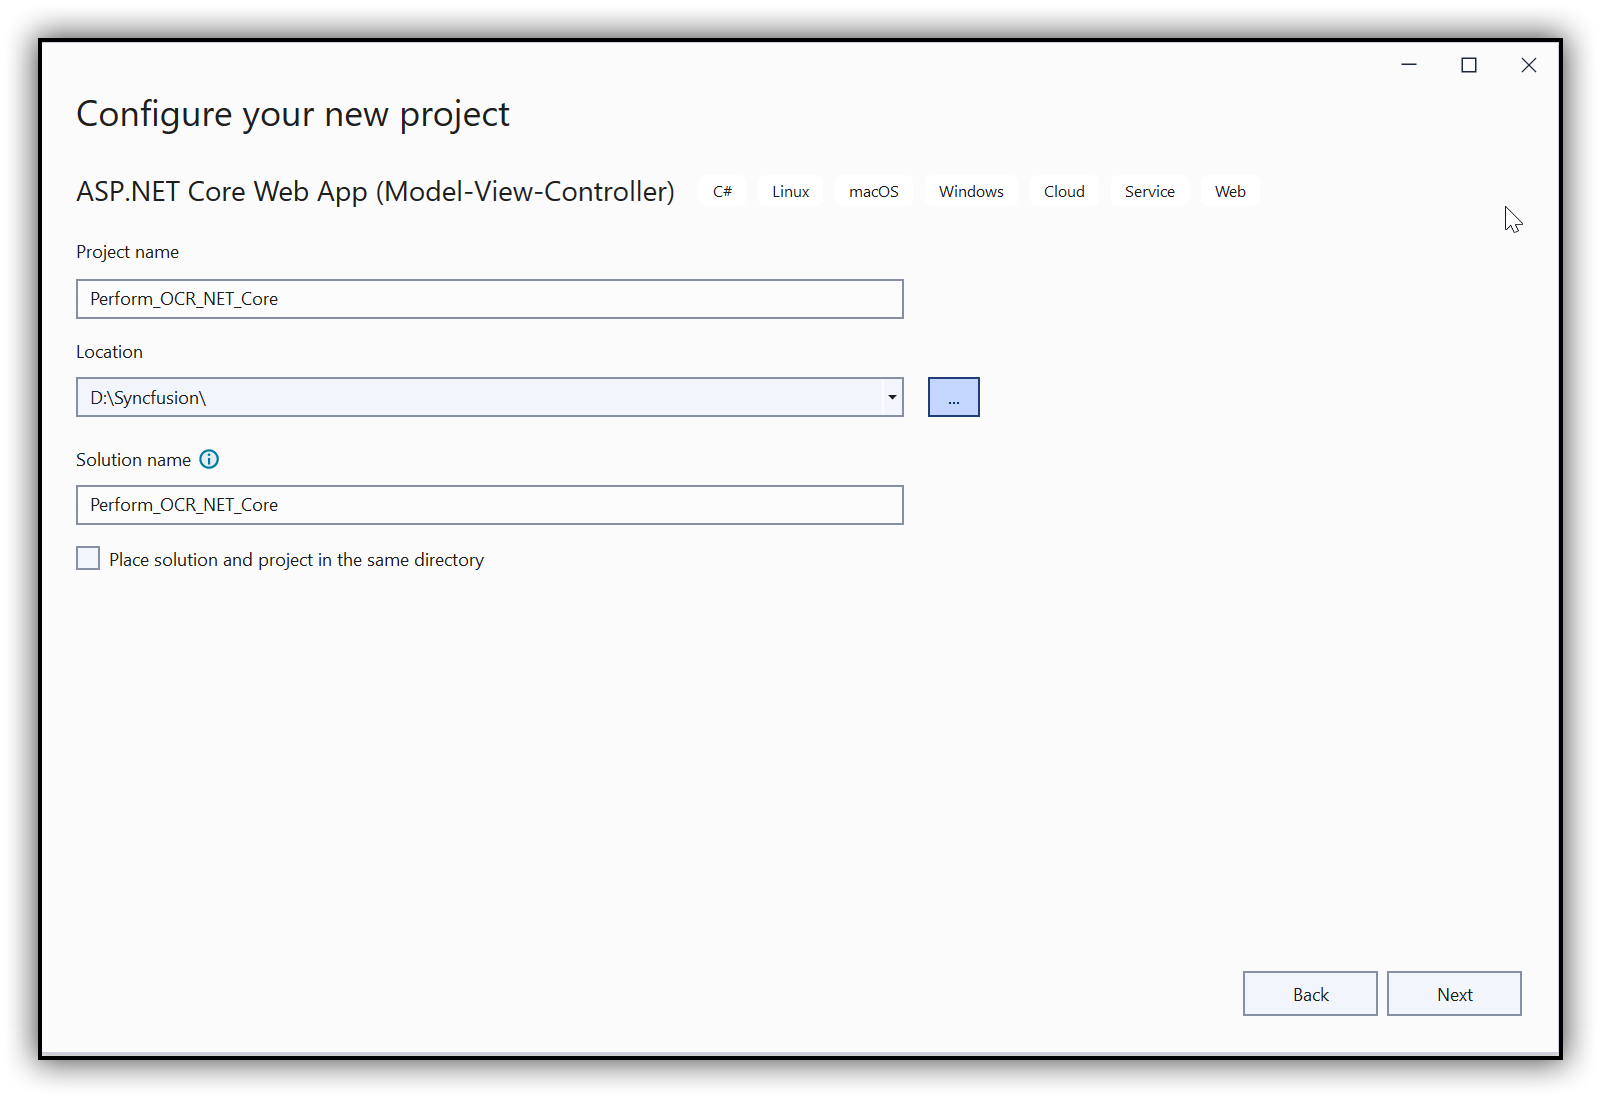 Configure your new project
ASP.NET Core Web App (Model-View-Controller) C# Linux macOS Windows Cloud Service Web
Project name
Perform_OCR_NET_Core
Location
D:\Syncfusion\
...
Solution name
Perform_OCR_NET_Core
Place solution and project in the same directory
Back Next